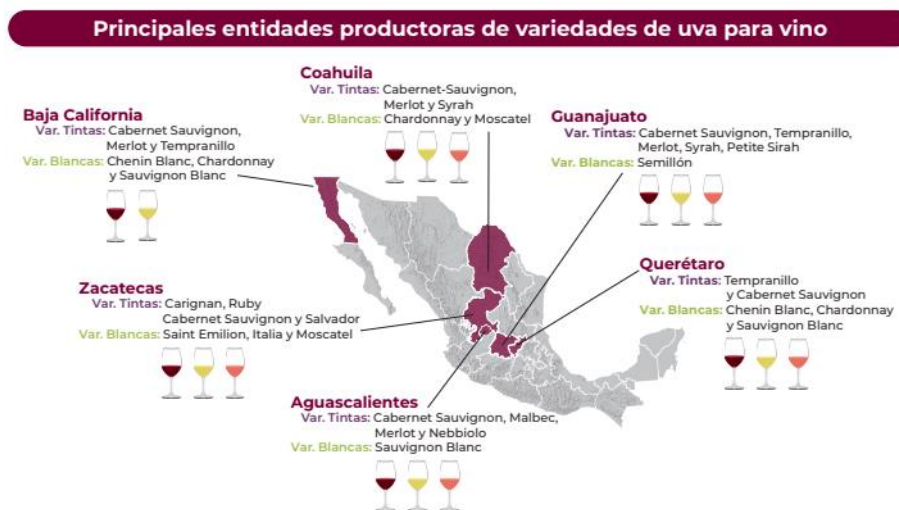 Principales entidades productoras de variedades de uva para vino
Coahuila
Var. Tintas: Cabernet-Sauvignon,
Merlot y Syrah
Var. Blancas: Chardonnay y Moscatel
Baja California
Var. Tintas: Cabernet Sauvignon,
Merlot y Tempranillo
Var. Blancas: Chenin Blanc, Chardonnay
y Sauvignon Blanc
Guanajuato
Var. Tintas: Cabernet Sauvignon, Tempranillo,
Merlot, Syrah, Petite Sirah
Var. Blancas: Semillón
Zacatecas
Var. Tintas: Carignan, Ruby
Cabernet Sauvignon y Salvador
Var. Blancas: Saint Emilion, Italia y Moscatel
Querétaro
Var. Tintas: Tempranillo
y Cabernet Sauvignon
Var. Blancas: Chenin Blanc, Chardonnay
y Sauvignon Blanc
Aguascalientes
Var. Tintas: Cabernet Sauvignon, Malbec,
Merlot y Nebbiolo
Var. Blancas: Sauvignon Blanc